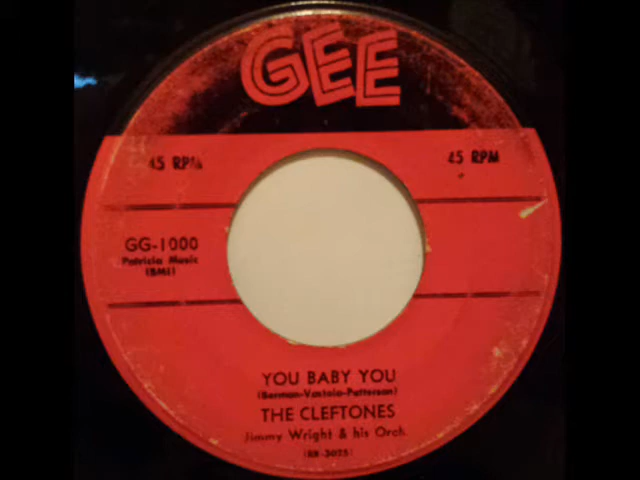 GEE
45 RPM
45 RPM
GG-1000
Patricia Music
(BMI)
YOU BABY YOU
(Berman-Vastola-Patterson)
THE CLEFTONES
Jimmy Wright & his Orch.